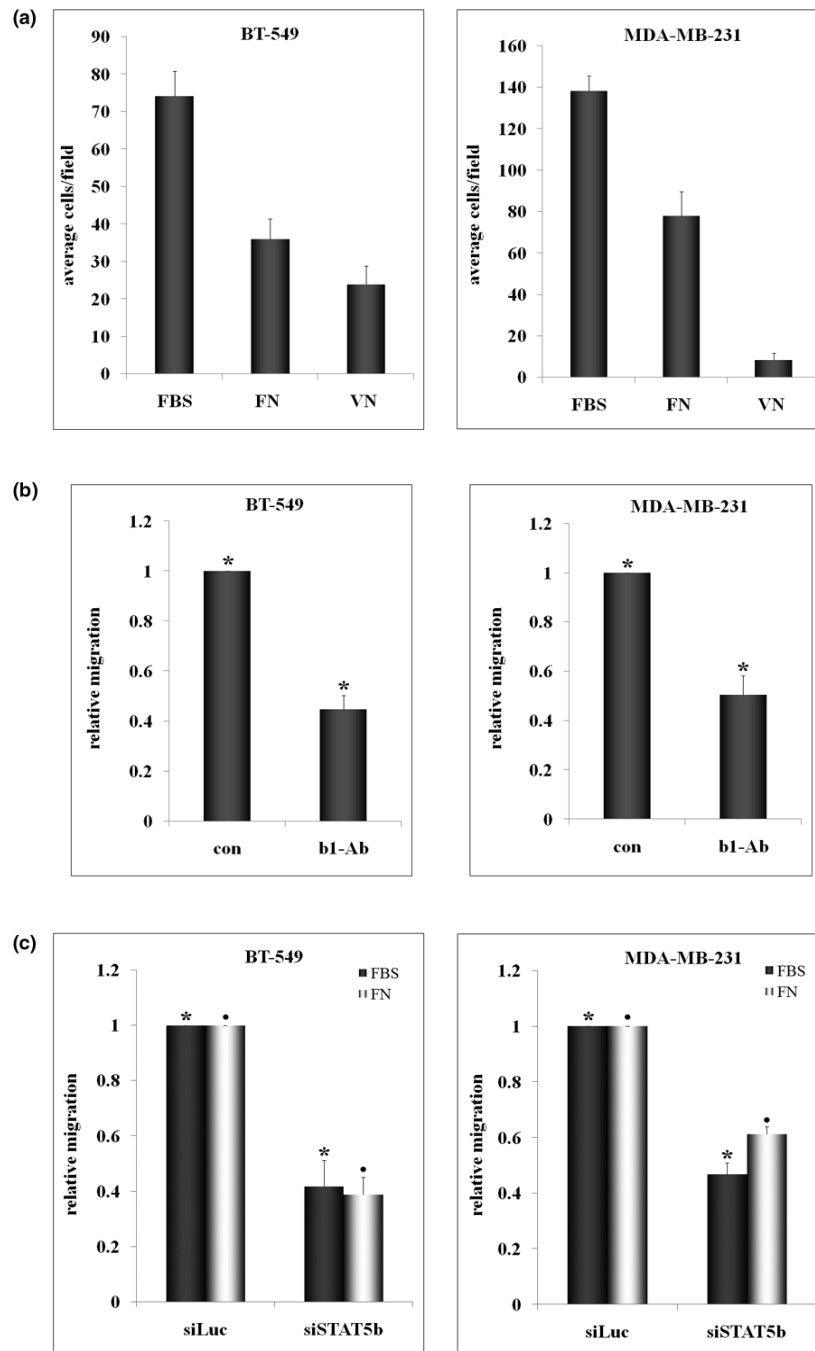 (a)
BT-549
average cells/field
90
80
70
60
50
40
30
20
10
0
FBS FN VN
MDA-MB-231
average cells/field
160
140
120
100
80
60
40
20
0
FBS FN VN
(b)
BT-549
relative migration
1.2
1
0.8
0.6
0.4
0.2
0
* *
con b1-Ab
MDA-MB-231
relative migration
1.2
1
0.8
0.6
0.4
0.2
0
* *
con b1-Ab
(c)
BT-549
FBS
FN
relative migration
1.2
1
0.8
0.6
0.4
0.2
0
* • * •
siLuc siSTAT5b
MDA-MB-231
FBS
FN
relative migration
1.2
1
0.8
0.6
0.4
0.2
0
* • * •
siLuc siSTAT5b